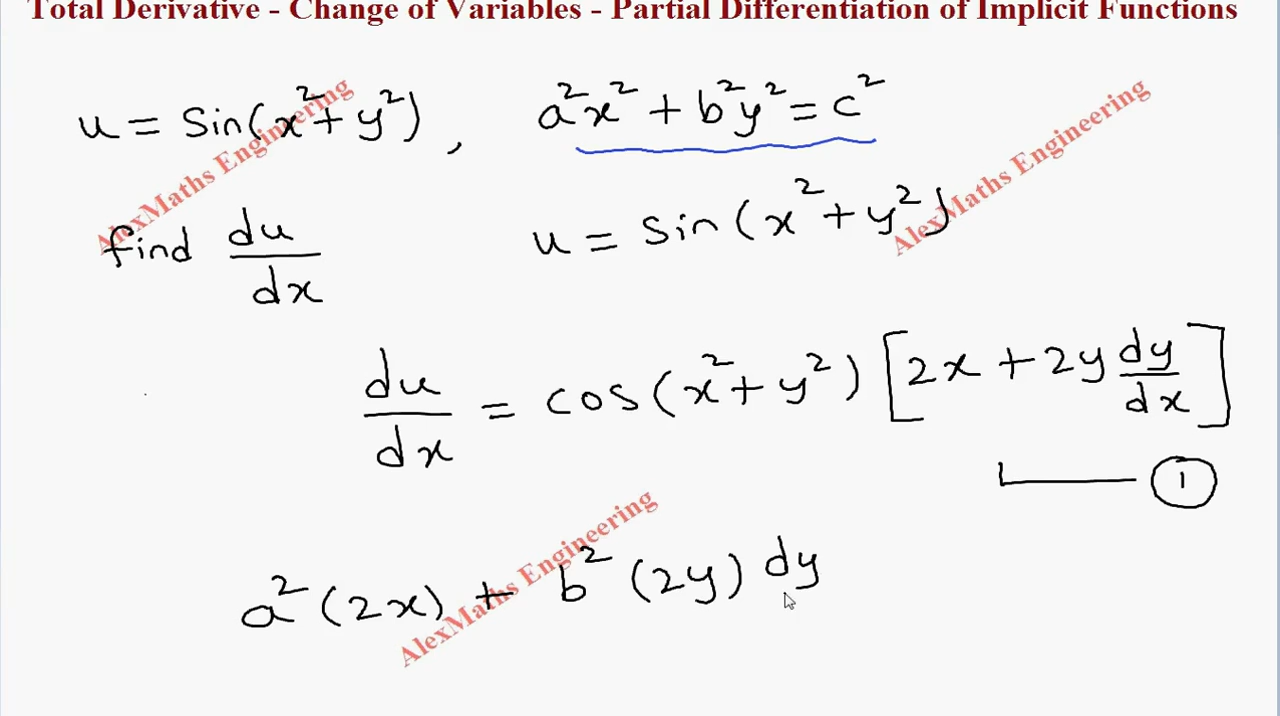 Total Derivative - Change of Variables - Partial Differentiation of Implicit Functions
u = Sin(x²+ y²) , a²x² + b²y² = c²
find du/dx u = sin(x² + y²)
du/dx = cos(x²+ y²) [2x + 2y dy/dx]
1
a²(2x) + b²(2y) dy
AlexMaths Engineering
AlexMaths Engineering
AlexMaths Engineering